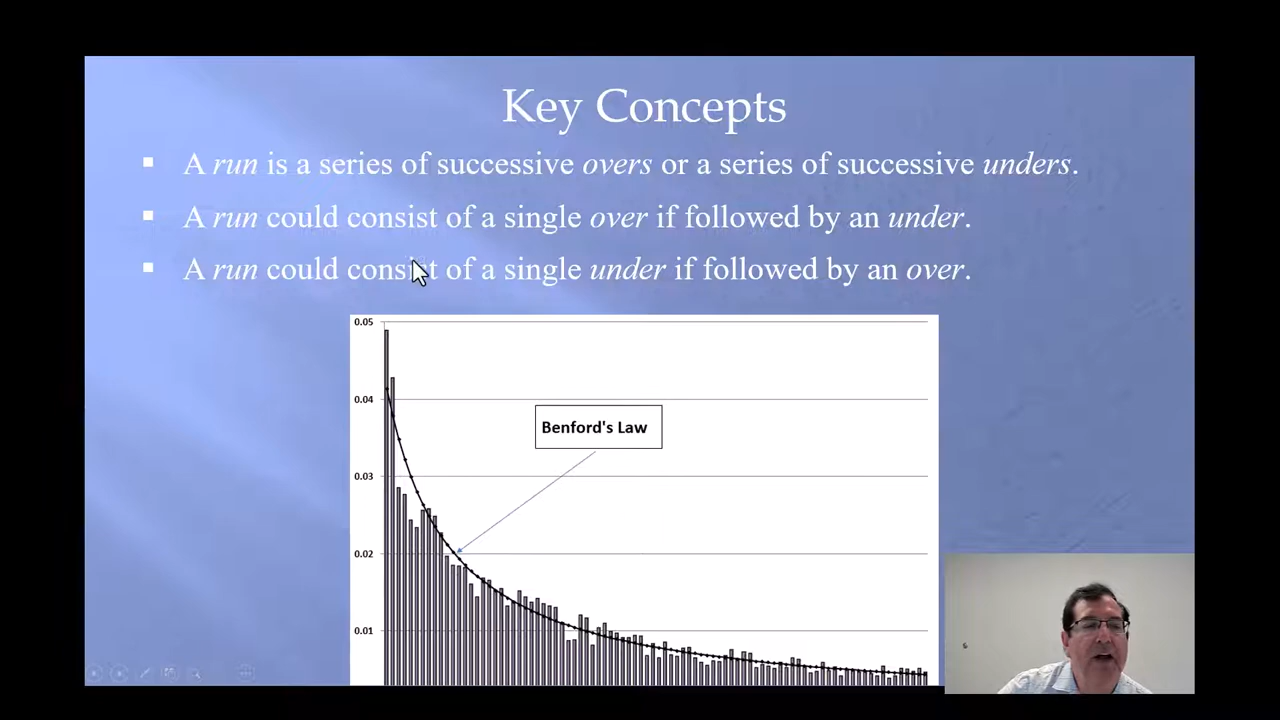 Key Concepts
A run is a series of successive overs or a series of successive unders.
A run could consist of a single over if followed by an under.
A run could consist of a single under if followed by an over.
0.05
0.04
Benford's Law
0.03
0.02
0.01